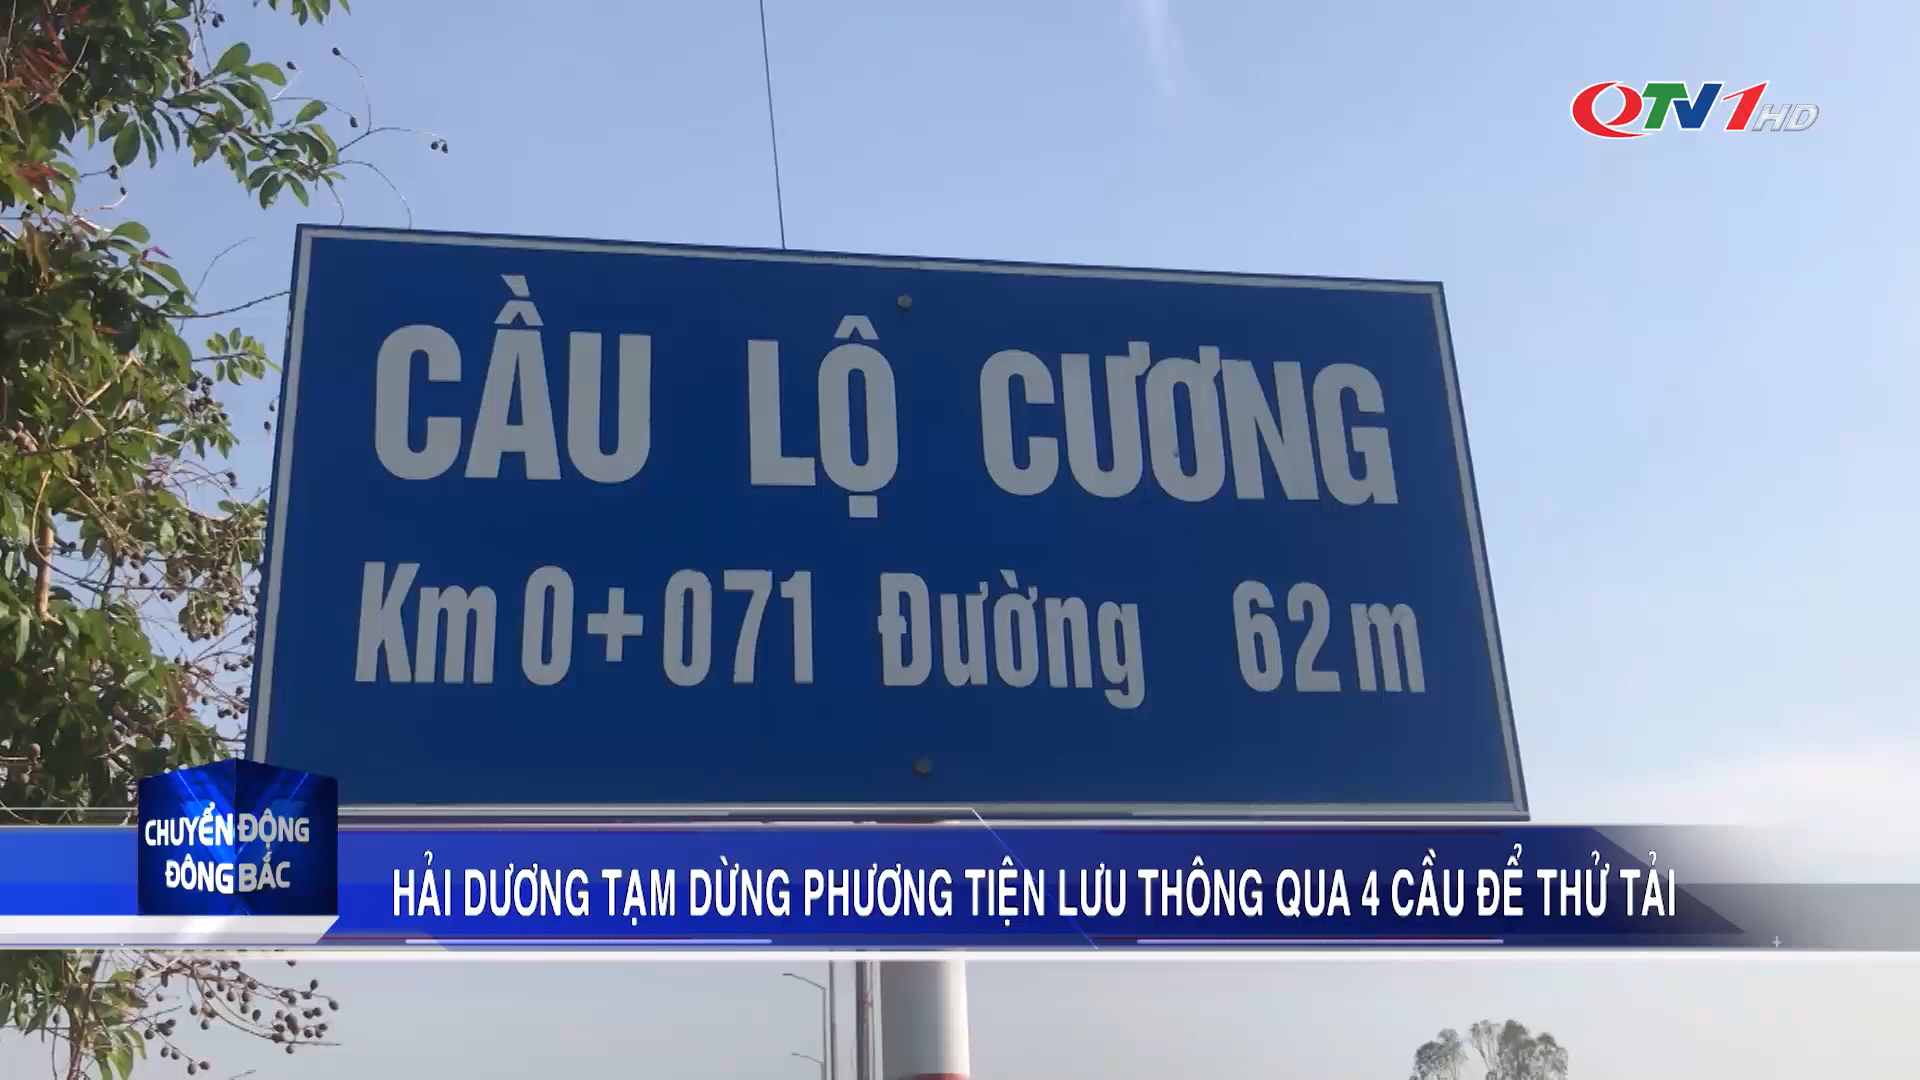 QTV1HD
CẦU LỘ CƯƠNG
Km 0+071 Đường 62 m
CHUYỂN ĐỘNG
ĐÔNG BẮC
HẢI DƯƠNG TẠM DỪNG PHƯƠNG TIỆN LƯU THÔNG QUA 4 CẦU ĐỂ THỬ TẢI